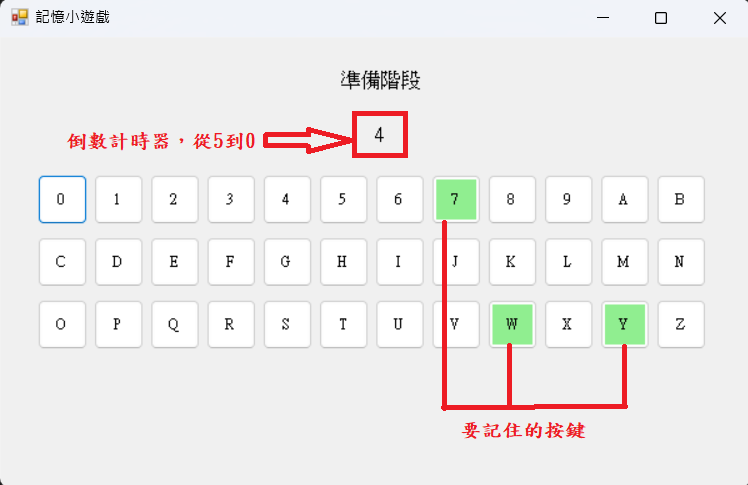 記憶小遊戲
準備階段
倒數計時器，從5到0
4
0 1 2 3 4 5 6 7 8 9 A B
C D E F G H I J K L M N
O P Q R S T U V W X Y Z
要記住的按鍵